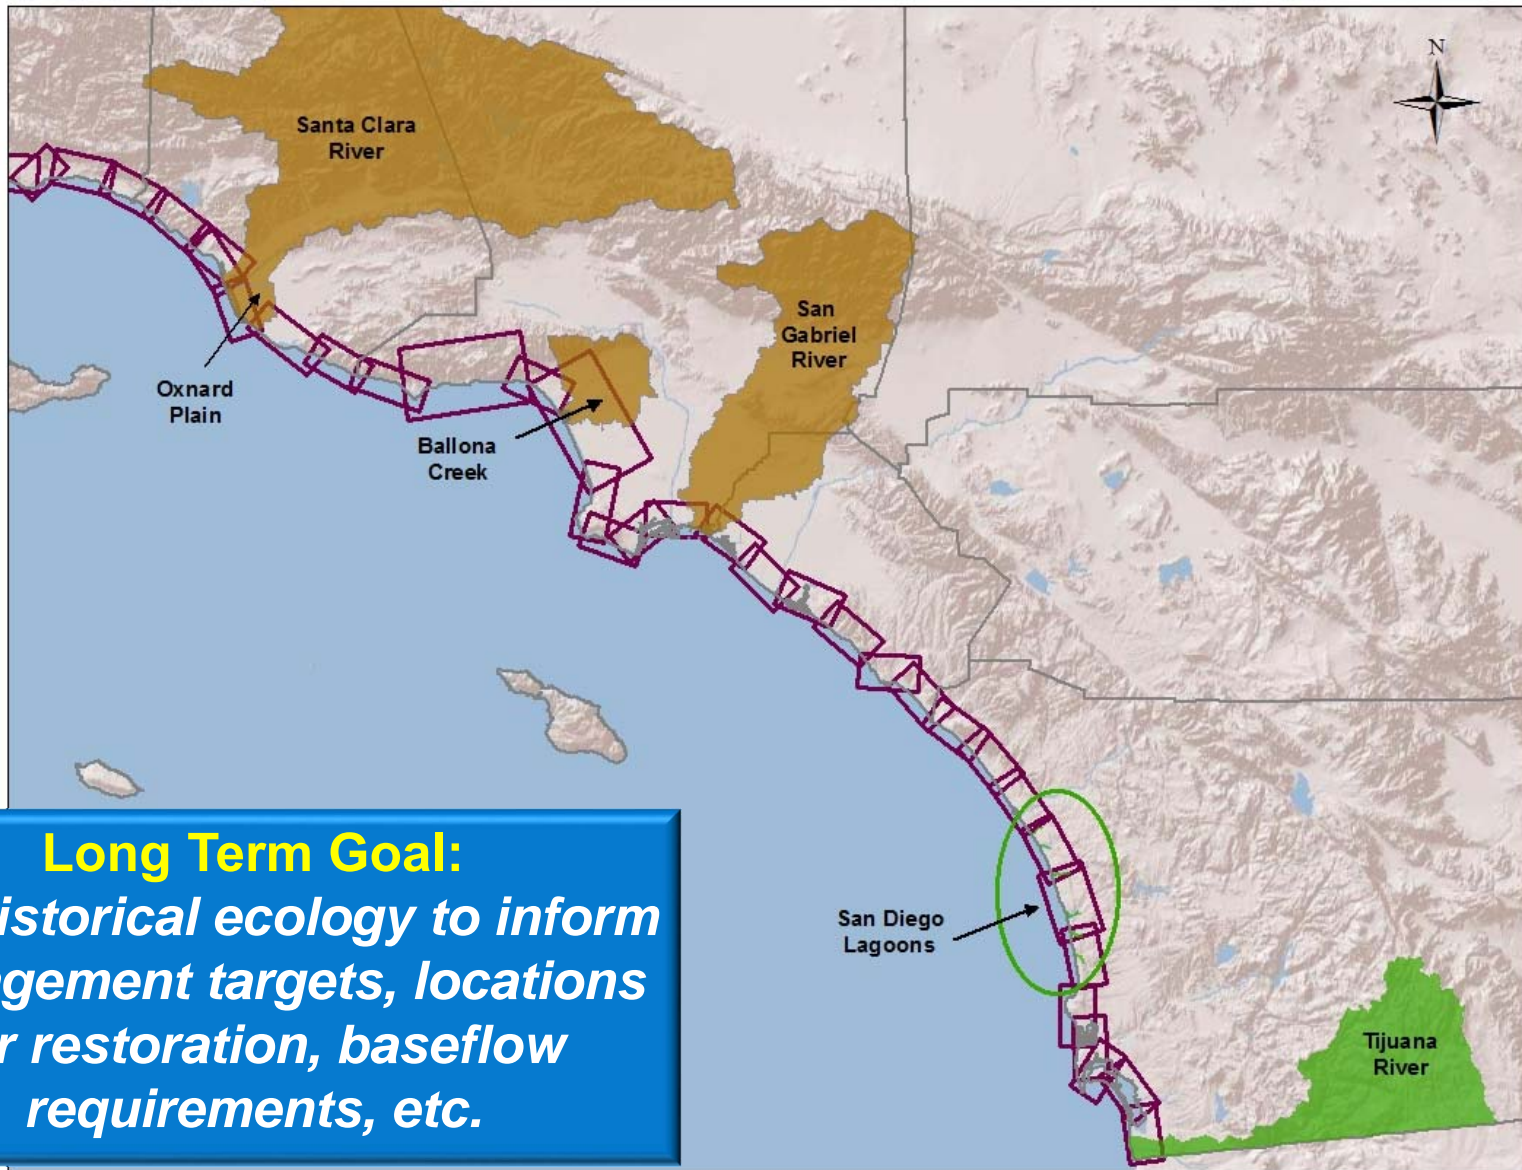 N
Santa Clara
River
San
Gabriel
River
Oxnard
Plain
Ballona
Creek
San Diego
Lagoons
Tijuana
River
Long Term Goal:
istorical ecology to inform
gement targets, locations
r restoration, baseflow
requirements, etc.